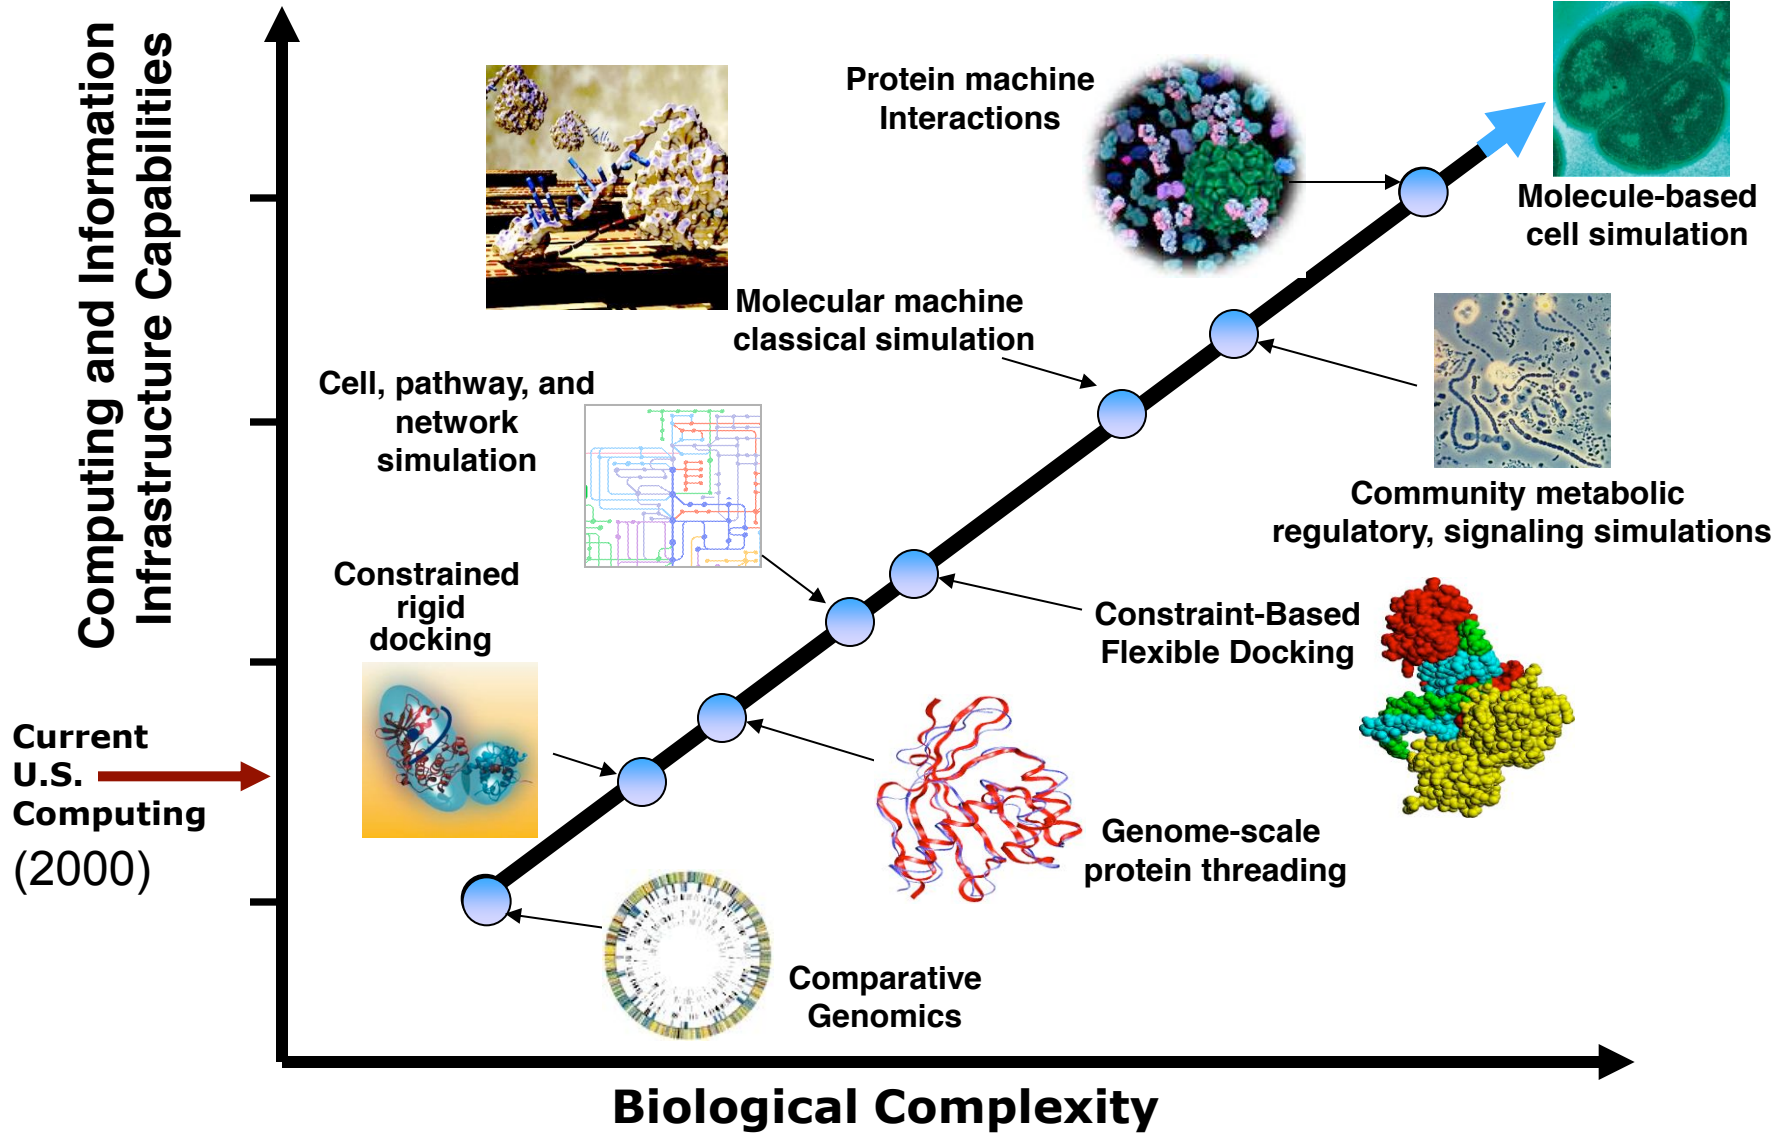 Computing and Information
Infrastructure Capabilities
Protein machine
Interactions
Molecule-based
cell simulation
Molecular machine
classical simulation
Cell, pathway, and
network
simulation
Community metabolic
regulatory, signaling simulations
Constrained
rigid
docking
Constraint-Based
Flexible Docking
Current
U.S.
Computing
(2000)
Genome-scale
protein threading
Comparative
Genomics
Biological Complexity